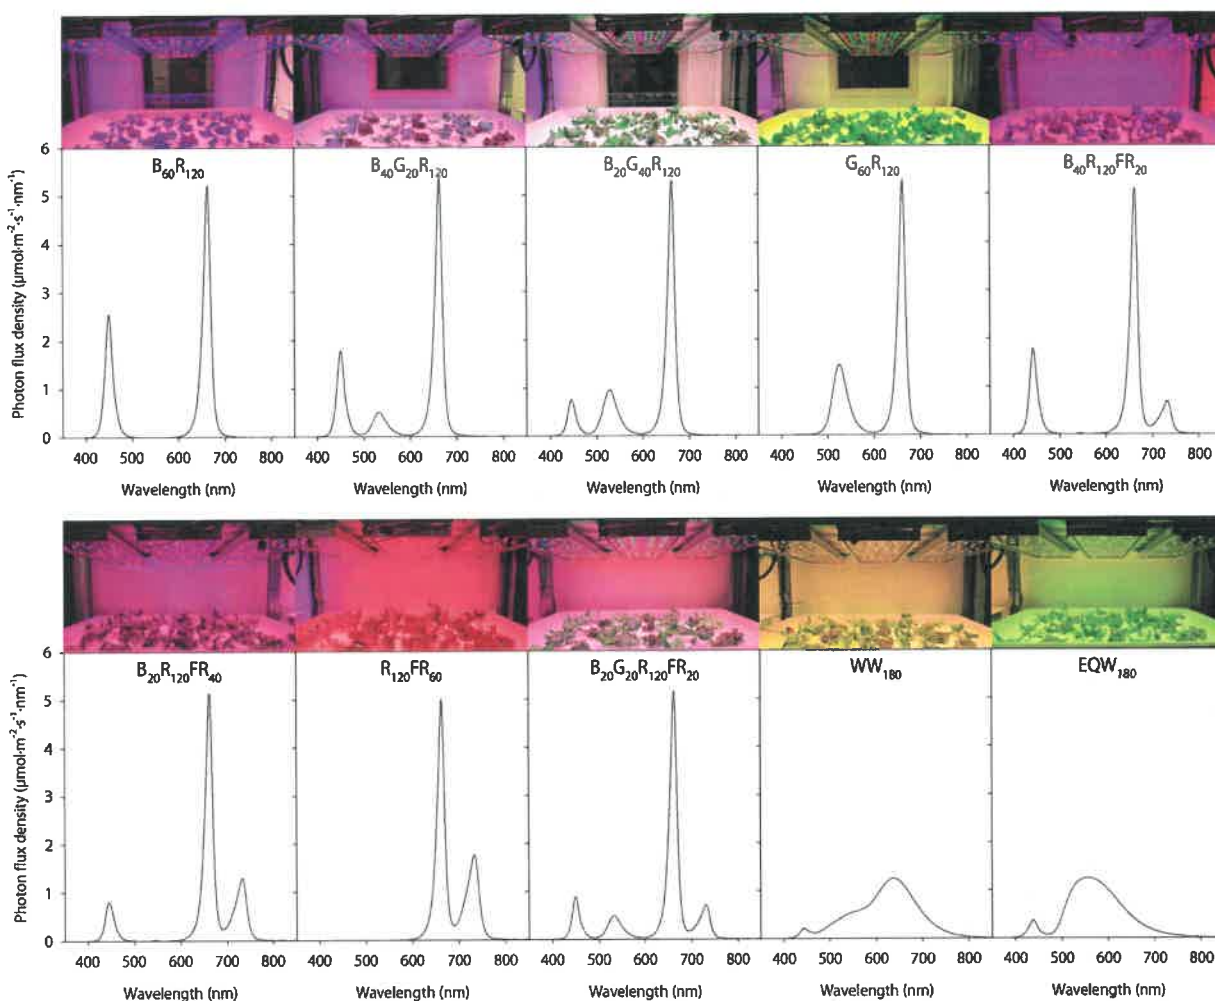 6
B₆₀R₁₂₀
B₄₀G₂₀R₁₂₀
B₂₀G₄₀R₁₂₀
G₆₀R₁₂₀
B₄₀R₁₂₀FR₂₀
5
4
3
2
1
0
Photon flux density (µmol·m⁻²·s⁻¹·nm⁻¹)
400 500 600 700 800
400 500 600 700 800
400 500 600 700 800
400 500 600 700 800
400 500 600 700 800
Wavelength (nm)
Wavelength (nm)
Wavelength (nm)
Wavelength (nm)
Wavelength (nm)
6
B₂₀R₁₂₀FR₄₀
R₁₂₀FR₆₀
B₂₀G₂₀R₁₂₀FR₂₀
WW₁₈₀
EQW₁₈₀
5
4
3
2
1
0
Photon flux density (µmol·m⁻²·s⁻¹·nm⁻¹)
400 500 600 700 800
400 500 600 700 800
400 500 600 700 800
400 500 600 700 800
400 500 600 700 800
Wavelength (nm)
Wavelength (nm)
Wavelength (nm)
Wavelength (nm)
Wavelength (nm)